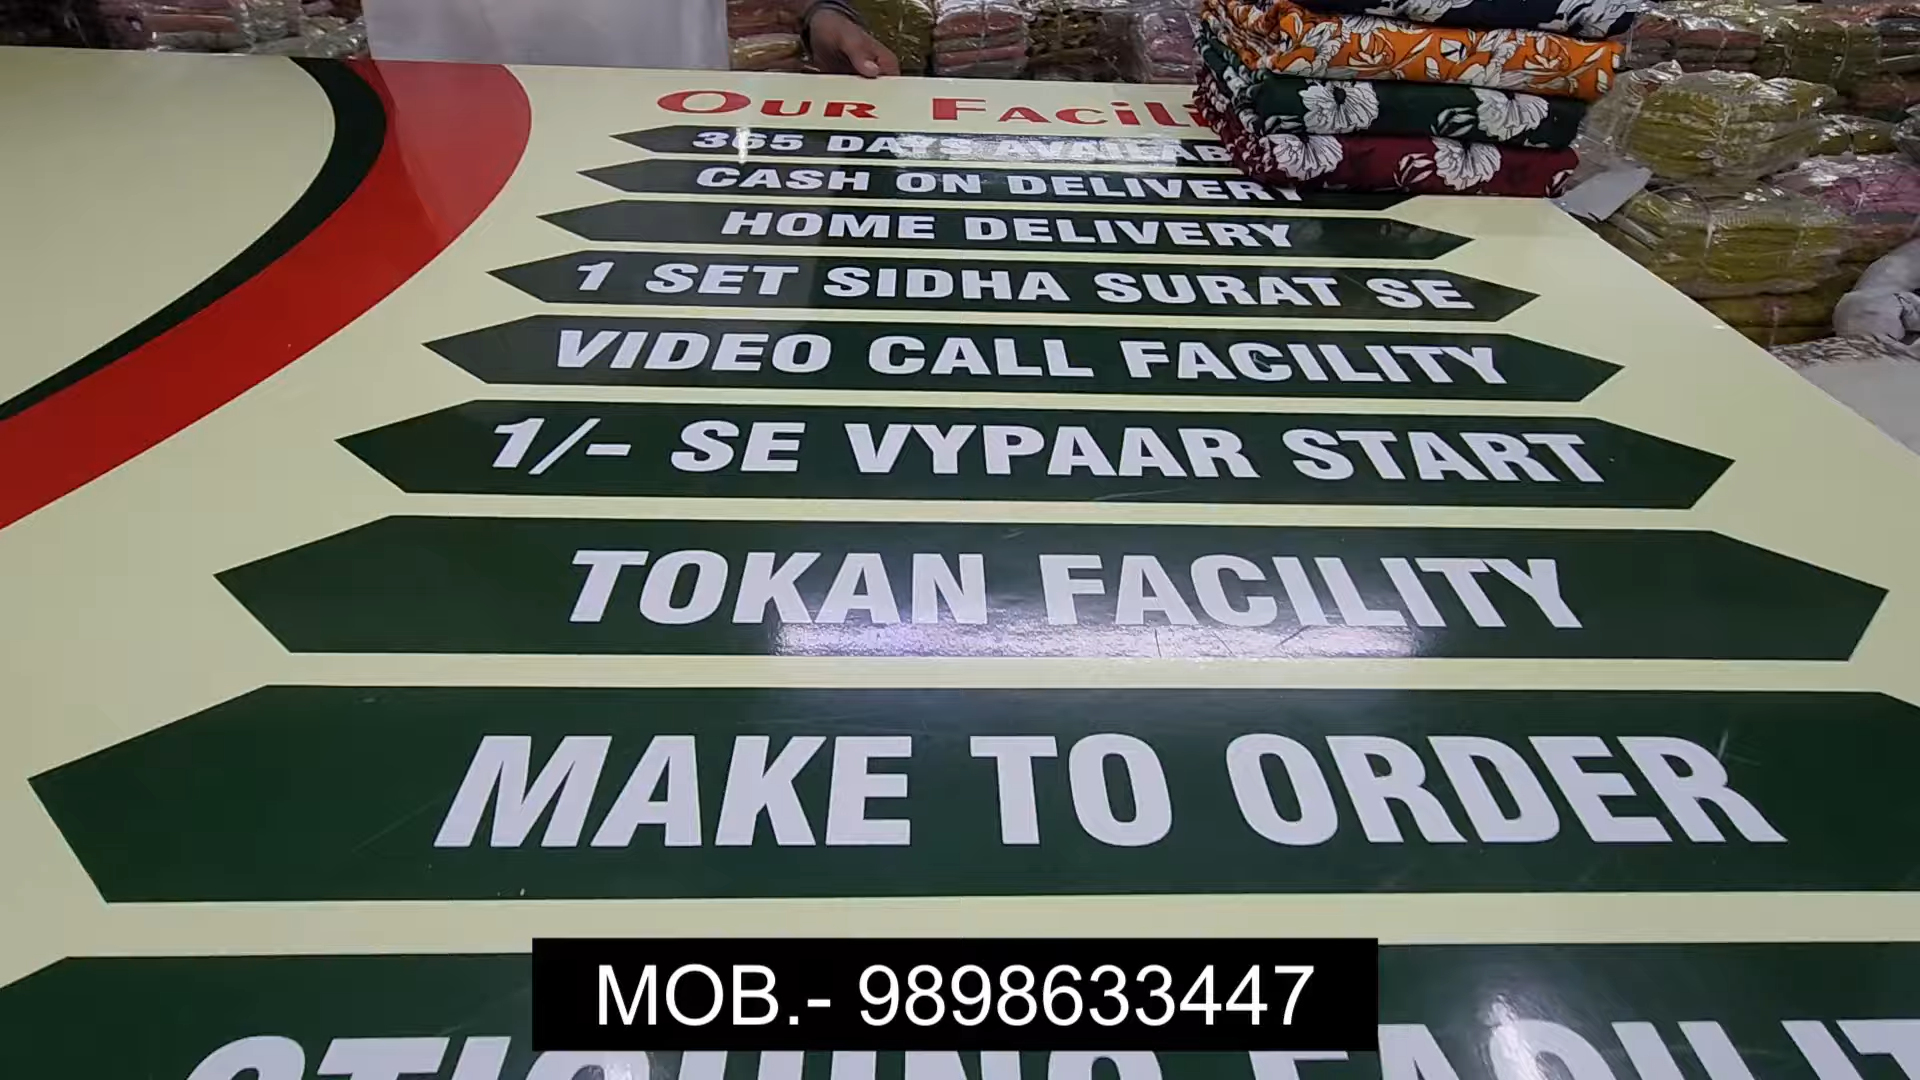 OUR FACILI
365 DAYS AVAILAB
CASH ON DELIVERY
HOME DELIVERY
1 SET SIDHA SURAT SE
VIDEO CALL FACILITY
1/- SE VYPAAR START
TOKAN FACILITY
MAKE TO ORDER
MOB.- 9898633447